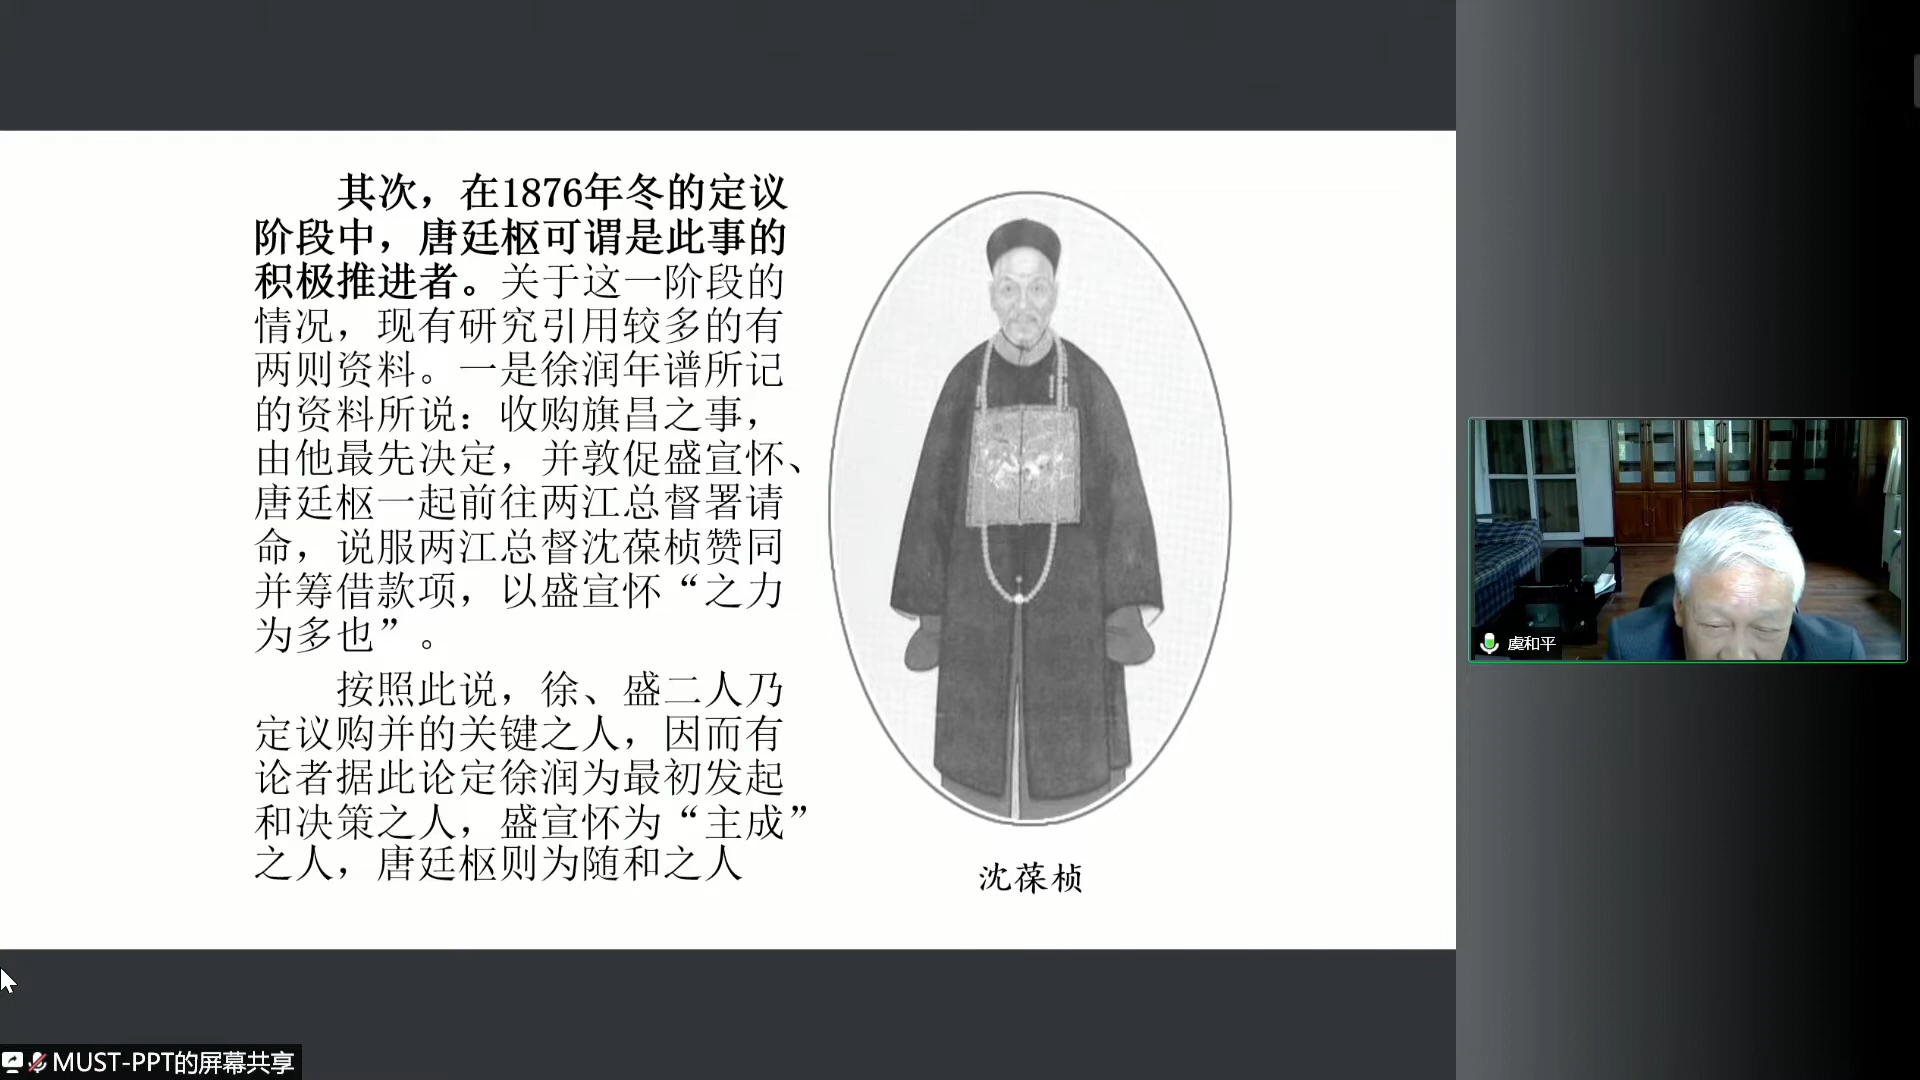 其次，在1876年冬的定议
阶段中，唐廷枢可谓是此事的
积极推进者。关于这一阶段的
情况，现有研究引用较多的有
两则资料。一是徐润年谱所记
的资料所说：收购旗昌之事，
由他最先决定，并敦促盛宣怀、
唐廷枢一起前往两江总督署请
命，说服两江总督沈葆桢赞同
并筹借款项，以盛宣怀“之力
为多也”。
按照此说，徐、盛二人乃
定议购并的关键之人，因而有
论者据此论定徐润为最初发起
和决策之人，盛宣怀为“主成”
之人，唐廷枢则为随和之人
沈葆桢
虞和平
MUST-PPT的屏幕共享